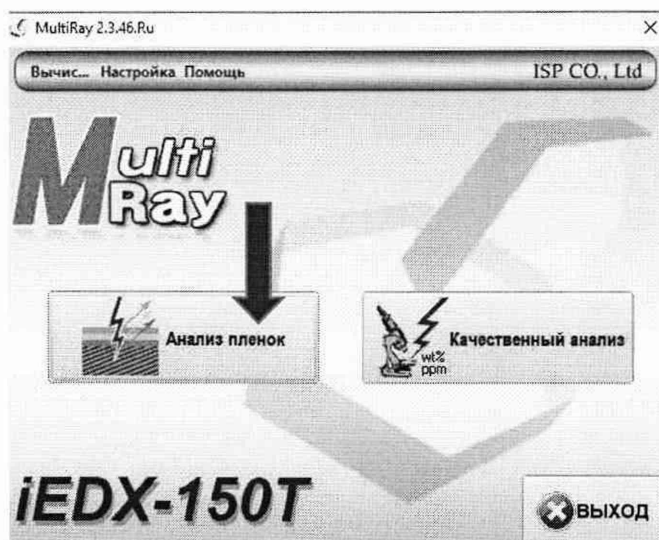 MultiRay 2.3.46.Ru
Вычис... Настройка Помощь ISP CO., Ltd
Multi
Ray
Анализ пленок
Качественный анализ
wt%
ppm
iEDX-150T
ВЫХОД